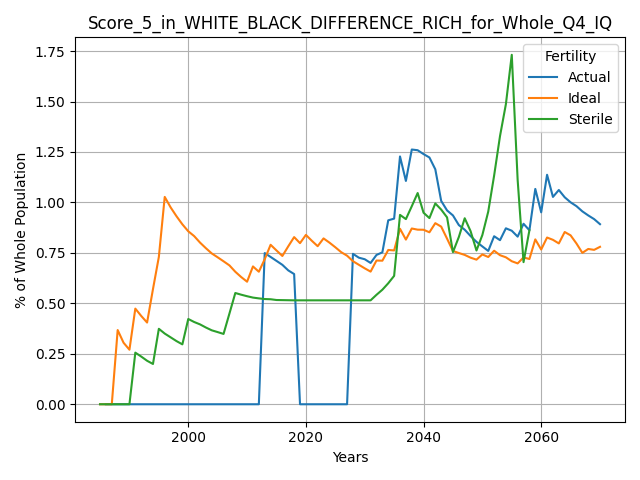 Score_5_in_WHITE_BLACK_DIFFERENCE_RICH_for_Whole_Q4_IQ
Fertility
Actual
Ideal
Sterile
% of Whole Population
1.75
1.50
1.25
1.00
0.75
0.50
0.25
0.00
2000 2020 2040 2060
Years